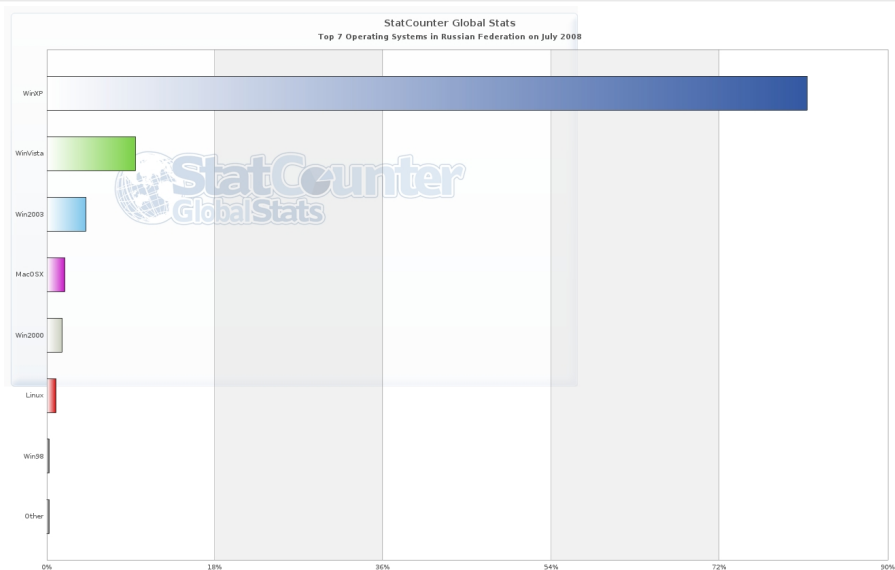 StatCounter Global Stats
Top 7 Operating Systems in Russian Federation on July 2008
WinXP
WinVista
StatCounter
GlobalStats
Win2003
MacOSX
Win2000
Linux
Win98
Other
0% 18% 36% 54% 72% 90%